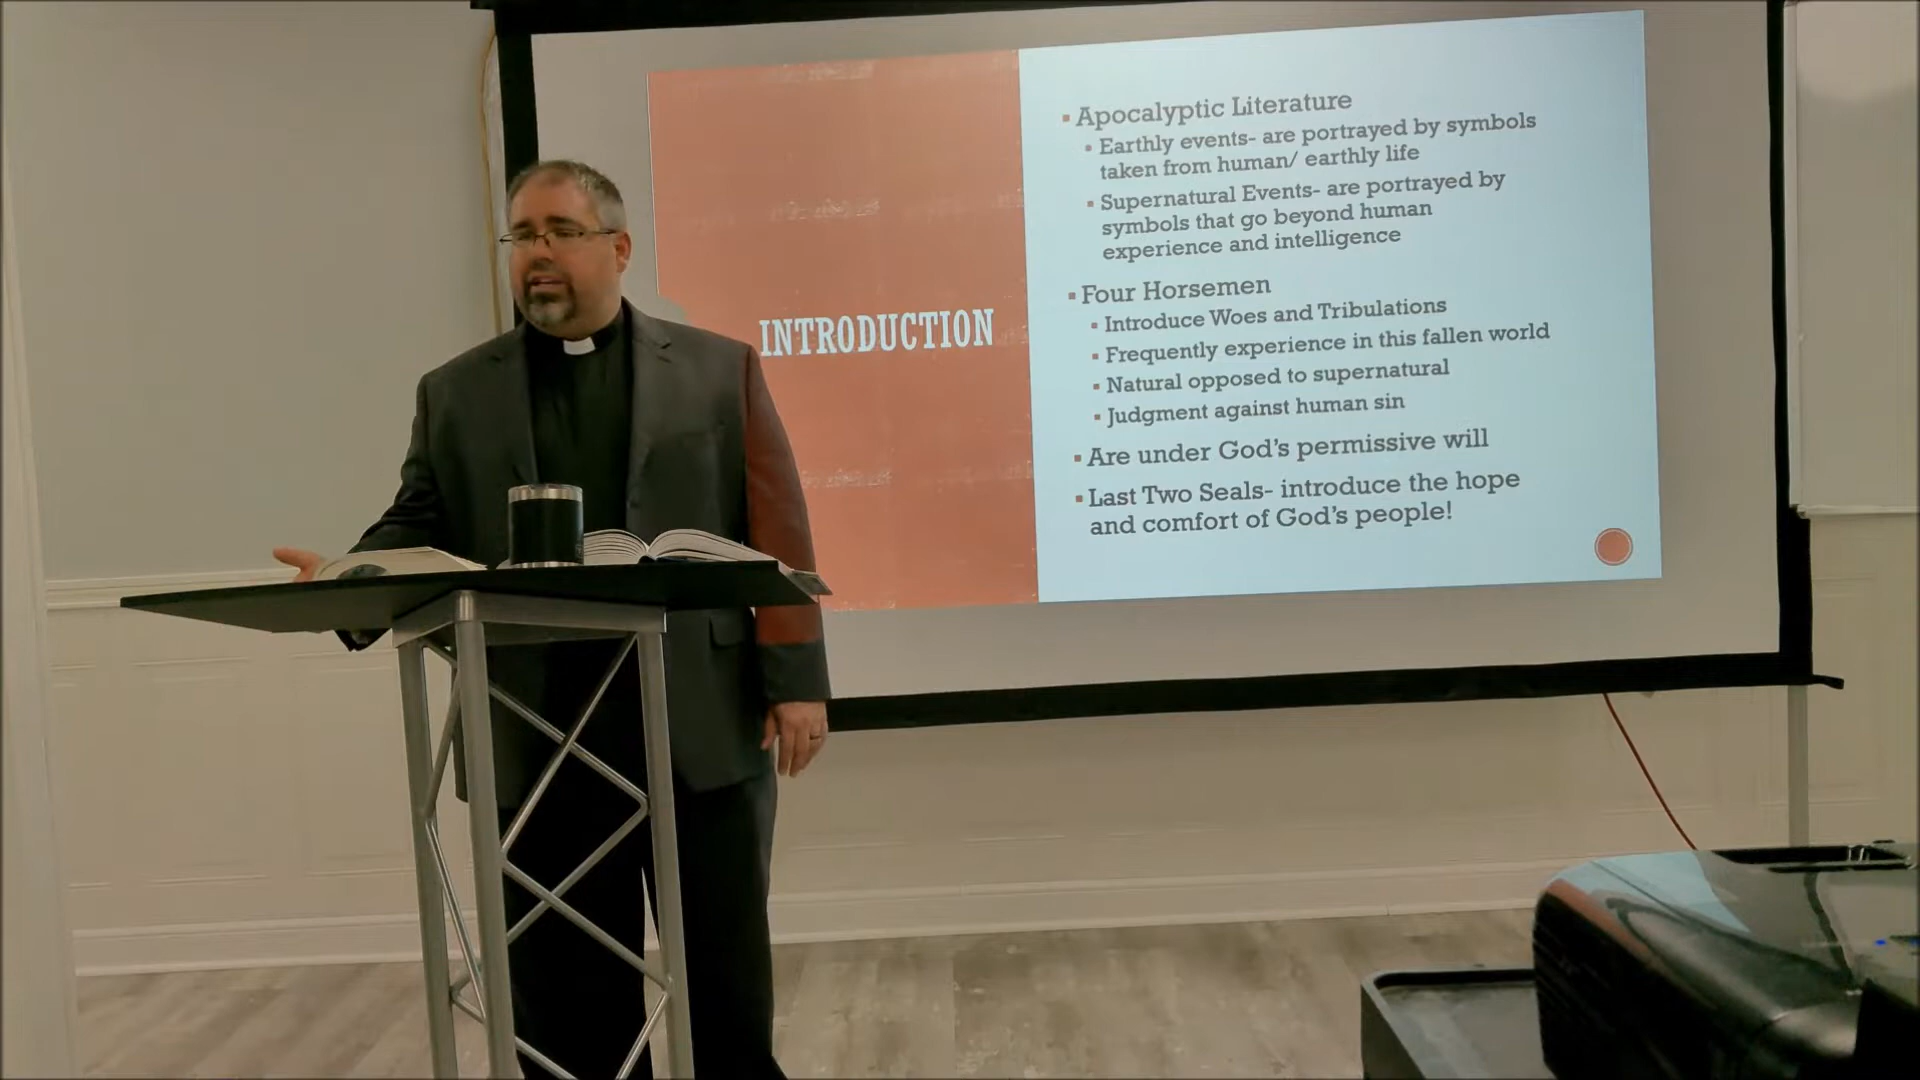 INTRODUCTION
Apocalyptic Literature
Earthly events- are portrayed by symbols
taken from human/ earthly life
Supernatural Events- are portrayed by
symbols that go beyond human
experience and intelligence
Four Horsemen
Introduce Woes and Tribulations
Frequently experience in this fallen world
Natural opposed to supernatural
Judgment against human sin
Are under God's permissive will
Last Two Seals- introduce the hope
and comfort of God's people!